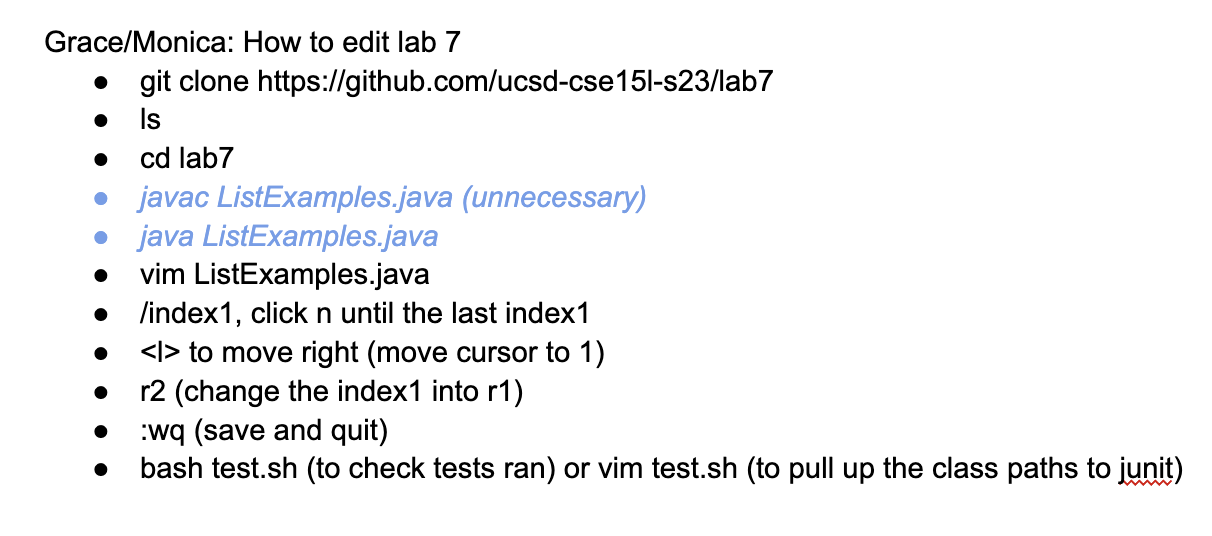 Grace/Monica: How to edit lab 7
● git clone https://github.com/ucsd-cse15l-s23/lab7
● ls
● cd lab7
● javac ListExamples.java (unnecessary)
● java ListExamples.java
● vim ListExamples.java
● /index1, click n until the last index1
● <l> to move right (move cursor to 1)
● r2 (change the index1 into r1)
● :wq (save and quit)
● bash test.sh (to check tests ran) or vim test.sh (to pull up the class paths to junit)